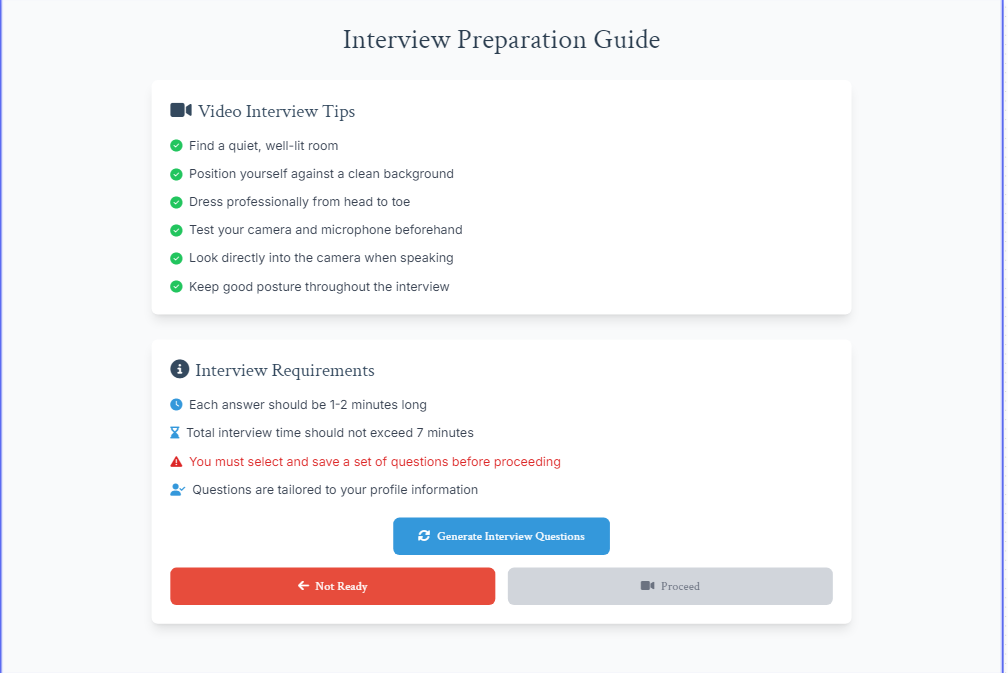 Interview Preparation Guide
Video Interview Tips
Find a quiet, well-lit room
Position yourself against a clean background
Dress professionally from head to toe
Test your camera and microphone beforehand
Look directly into the camera when speaking
Keep good posture throughout the interview
Interview Requirements
Each answer should be 1-2 minutes long
Total interview time should not exceed 7 minutes
You must select and save a set of questions before proceeding
Questions are tailored to your profile information
Generate Interview Questions
Not Ready
Proceed